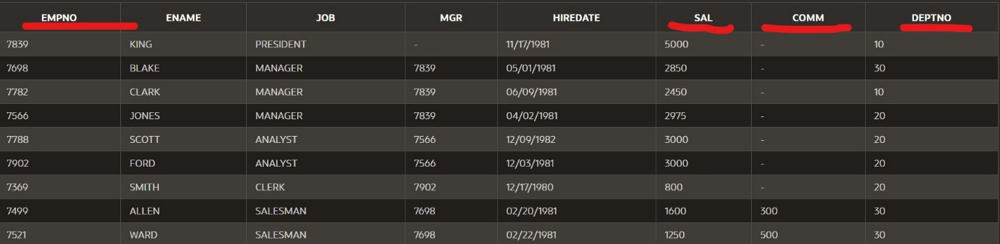 EMPNO ENAME JOB MGR HIREDATE SAL COMM DEPTNO
7839 KING PRESIDENT - 11/17/1981 5000 - 10
7698 BLAKE MANAGER 7839 05/01/1981 2850 - 30
7782 CLARK MANAGER 7839 06/09/1981 2450 - 10
7566 JONES MANAGER 7839 04/02/1981 2975 - 20
7788 SCOTT ANALYST 7566 12/09/1982 3000 - 20
7902 FORD ANALYST 7566 12/03/1981 3000 - 20
7369 SMITH CLERK 7902 12/17/1980 800 - 20
7499 ALLEN SALESMAN 7698 02/20/1981 1600 300 30
7521 WARD SALESMAN 7698 02/22/1981 1250 500 30